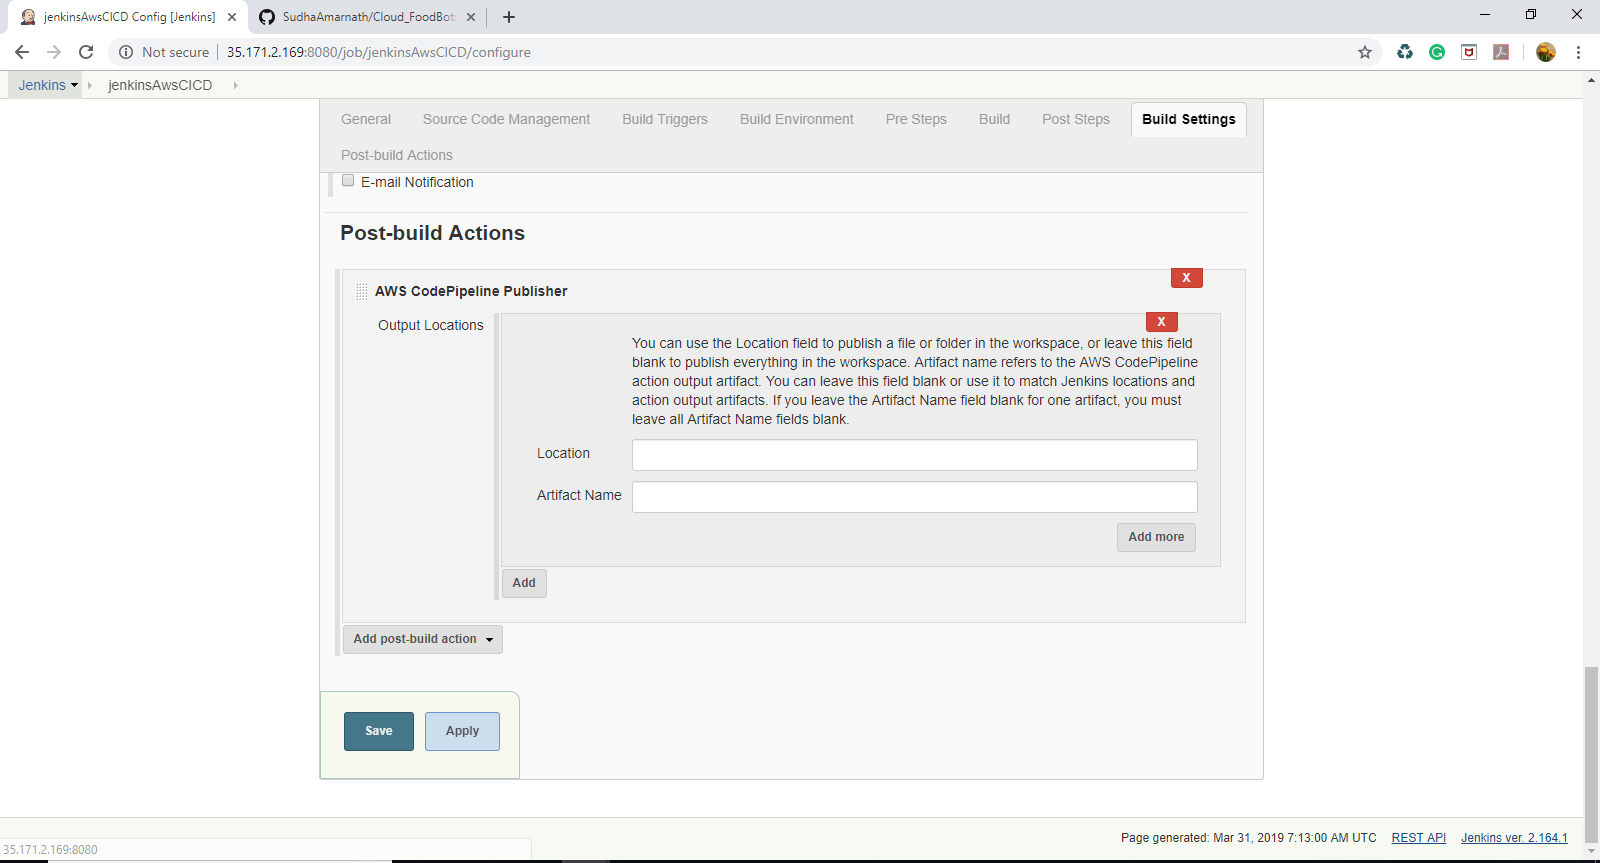 jenkinsAwsCICD Config [Jenkins]
SudhaAmarnath/Cloud_FoodBot:
Not secure
35.171.2.169:8080/job/jenkinsAwsCICD/configure
Jenkins
jenkinsAwsCICD
General
Source Code Management
Build Triggers
Build Environment
Pre Steps
Build
Post Steps
Build Settings
Post-build Actions
E-mail Notification
Post-build Actions
X
AWS CodePipeline Publisher
Output Locations
X
You can use the Location field to publish a file or folder in the workspace, or leave this field
blank to publish everything in the workspace. Artifact name refers to the AWS CodePipeline
action output artifact. You can leave this field blank or use it to match Jenkins locations and
action output artifacts. If you leave the Artifact Name field blank for one artifact, you must
leave all Artifact Name fields blank.
Location
Artifact Name
Add more
Add
Add post-build action
Save
Apply
Page generated: Mar 31, 2019 7:13:00 AM UTC
REST API
Jenkins ver. 2.164.1
35.171.2.169:8080